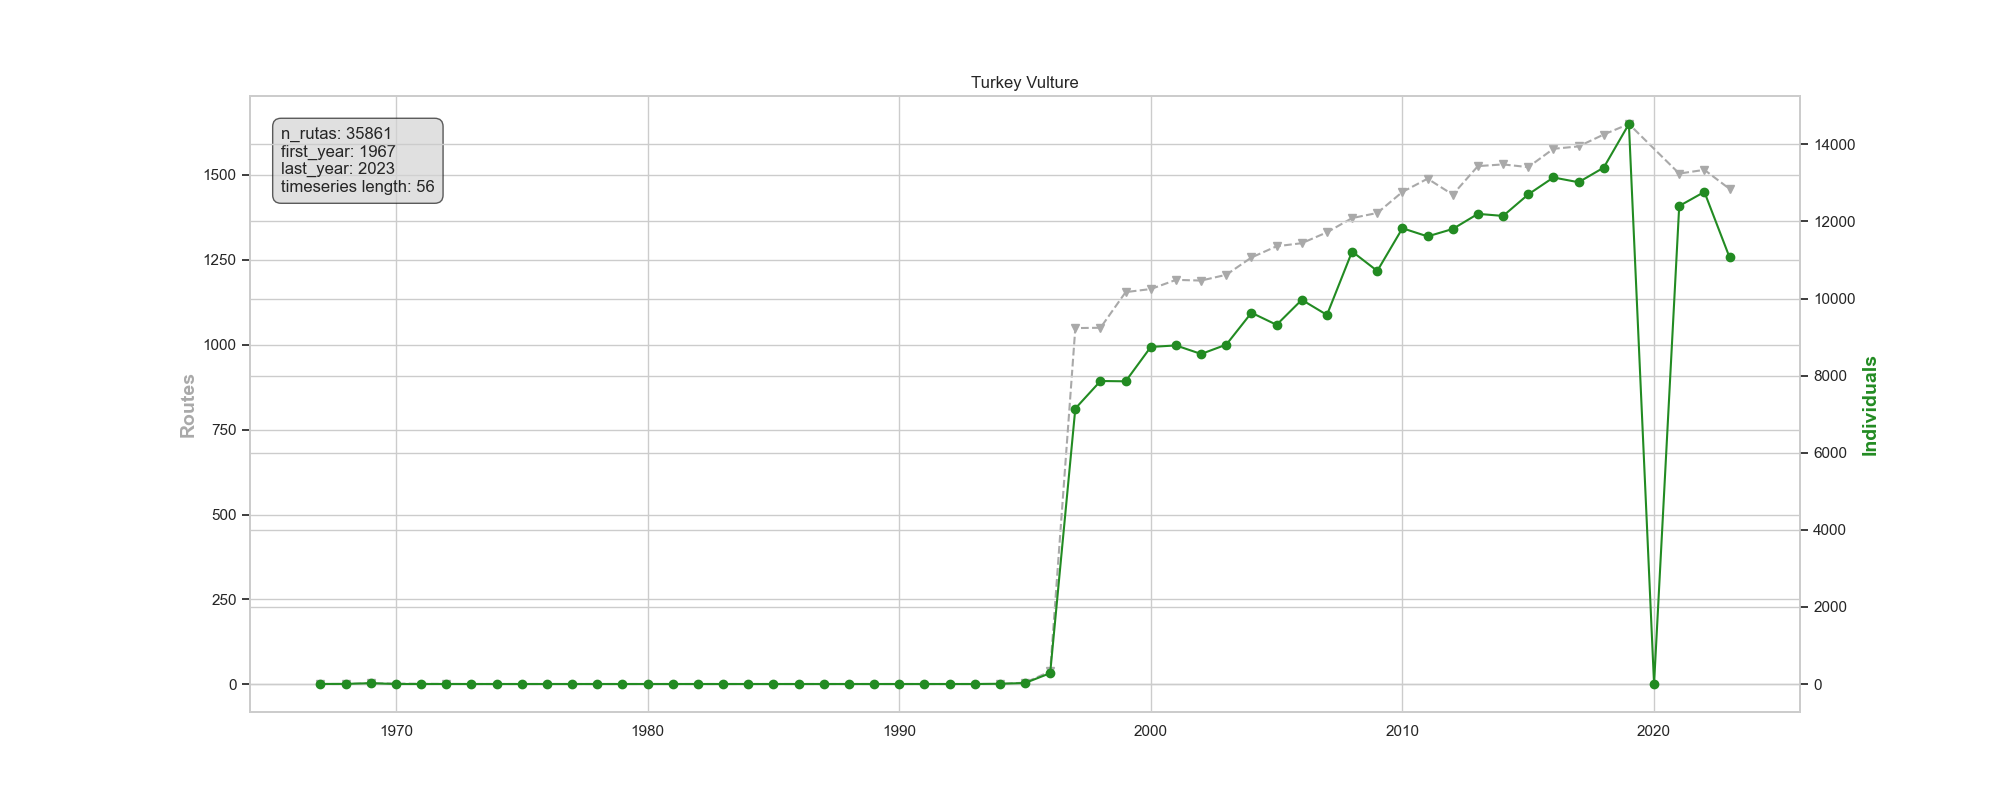 Turkey Vulture
n_rutas: 35861
first_year: 1967
last_year: 2023
timeseries length: 56
Routes
1500
1250
1000
750
500
250
0
14000
12000
10000
8000
6000
4000
2000
0
Individuals
1970 1980 1990 2000 2010 2020